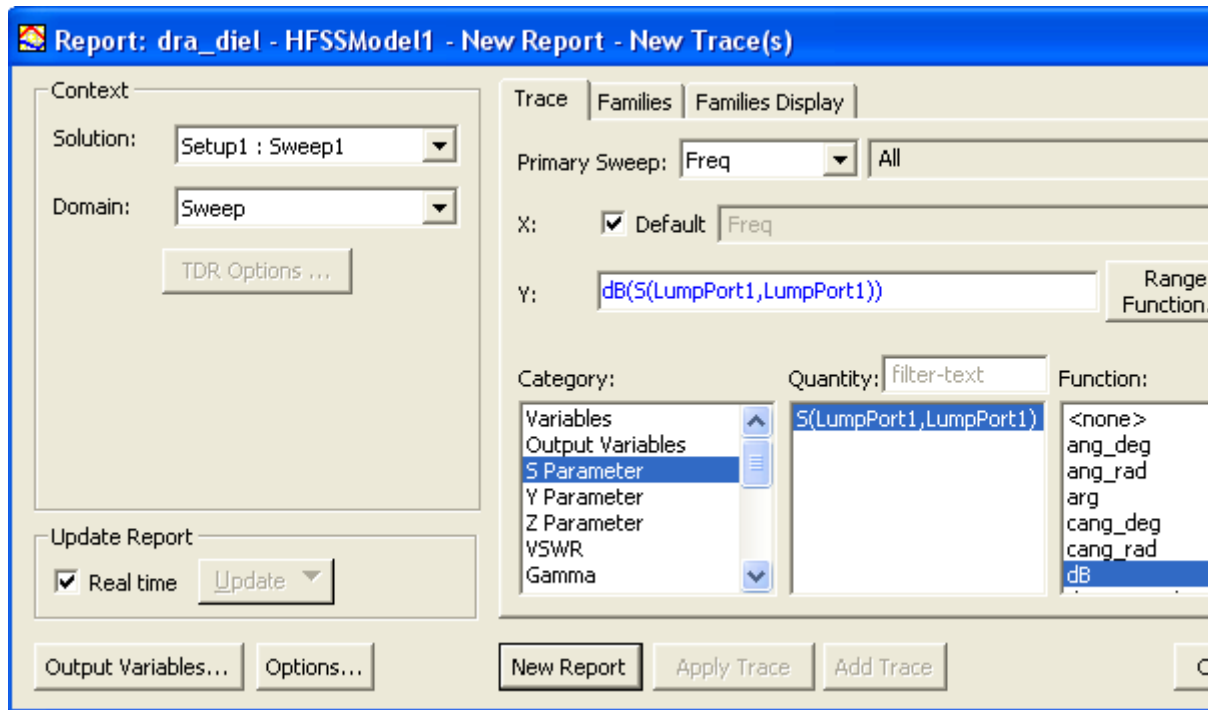 Report: dra_diel - HFSSModel1 - New Report - New Trace(s)
Context
Solution:
Setup1 : Sweep1
Domain:
Sweep
TDR Options ...
Update Report
Real time
Update
Output Variables...
Options...
Trace
Families
Families Display
Primary Sweep:
Freq
All
X:
Default
Freq
Y:
dB(S(LumpPort1,LumpPort1))
Range
Function.
Category:
Variables
Output Variables
S Parameter
Y Parameter
Z Parameter
VSWR
Gamma
Quantity:
filter-text
S(LumpPort1,LumpPort1)
Function:
<none>
ang_deg
ang_rad
arg
cang_deg
cang_rad
dB
New Report
Apply Trace
Add Trace